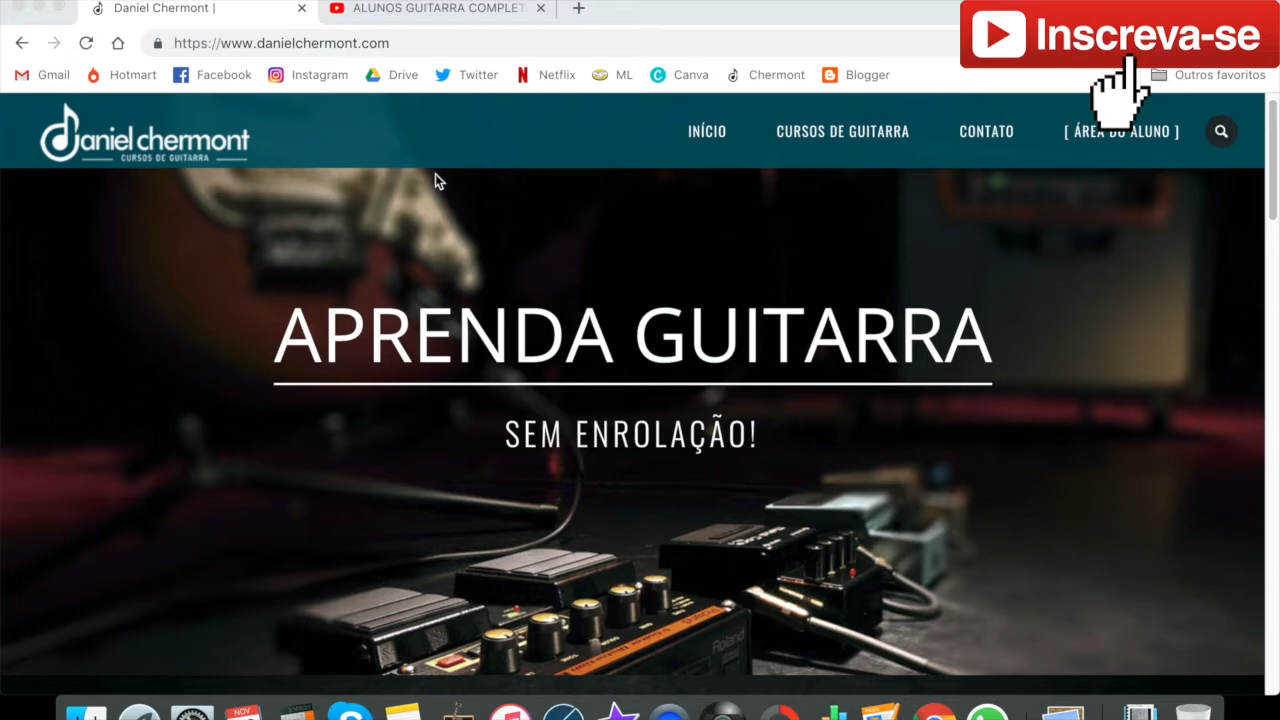 Daniel Chermont |
ALUNOS GUITARRA COMPLET
Inscreva-se
https://www.danielchermont.com
Gmail
Hotmart
Facebook
Instagram
Drive
Twitter
Netflix
ML
Canva
Chermont
Blogger
Outros favoritos
daniel chermont
CURSOS DE GUITARRA
INÍCIO
CURSOS DE GUITARRA
CONTATO
[ ÁREA DO ALUNO ]
APRENDA GUITARRA
SEM ENROLAÇÃO!
Roland
NOV